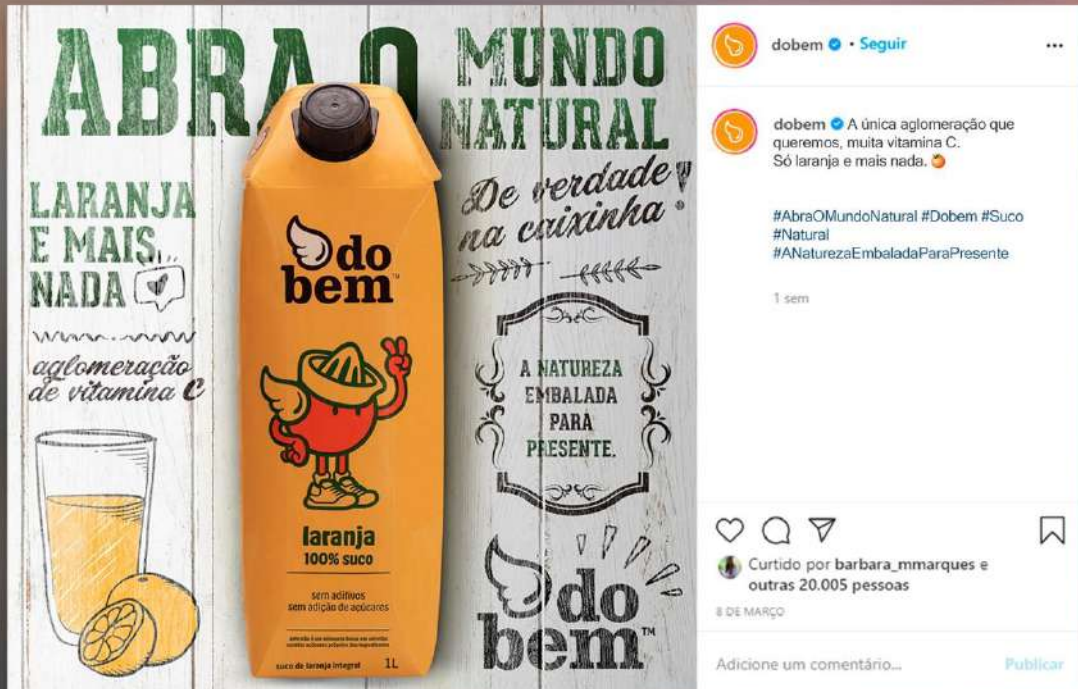 ABRA O
MUNDO
NATURAL
De verdade
na caixinha
LARANJA
E MAIS
NADA
aglomeração
de vitamina C
do
bem™
laranja
100% suco
sem aditivos
sem adição de açúcares
suco de laranja integral 1L
A NATUREZA
EMBALADA
PARA
PRESENTE.
do
bem™
dobem • Seguir
dobem A única aglomeração que
queremos, muita vitamina C.
Só laranja e mais nada.
#AbraOMundoNatural #Dobem #Suco
#Natural
#ANaturezaEmbaladaParaPresente
1 sem
Curtido por barbara_mmarques e
outras 20.005 pessoas
8 DE MARÇO
Adicione um comentário... Publicar